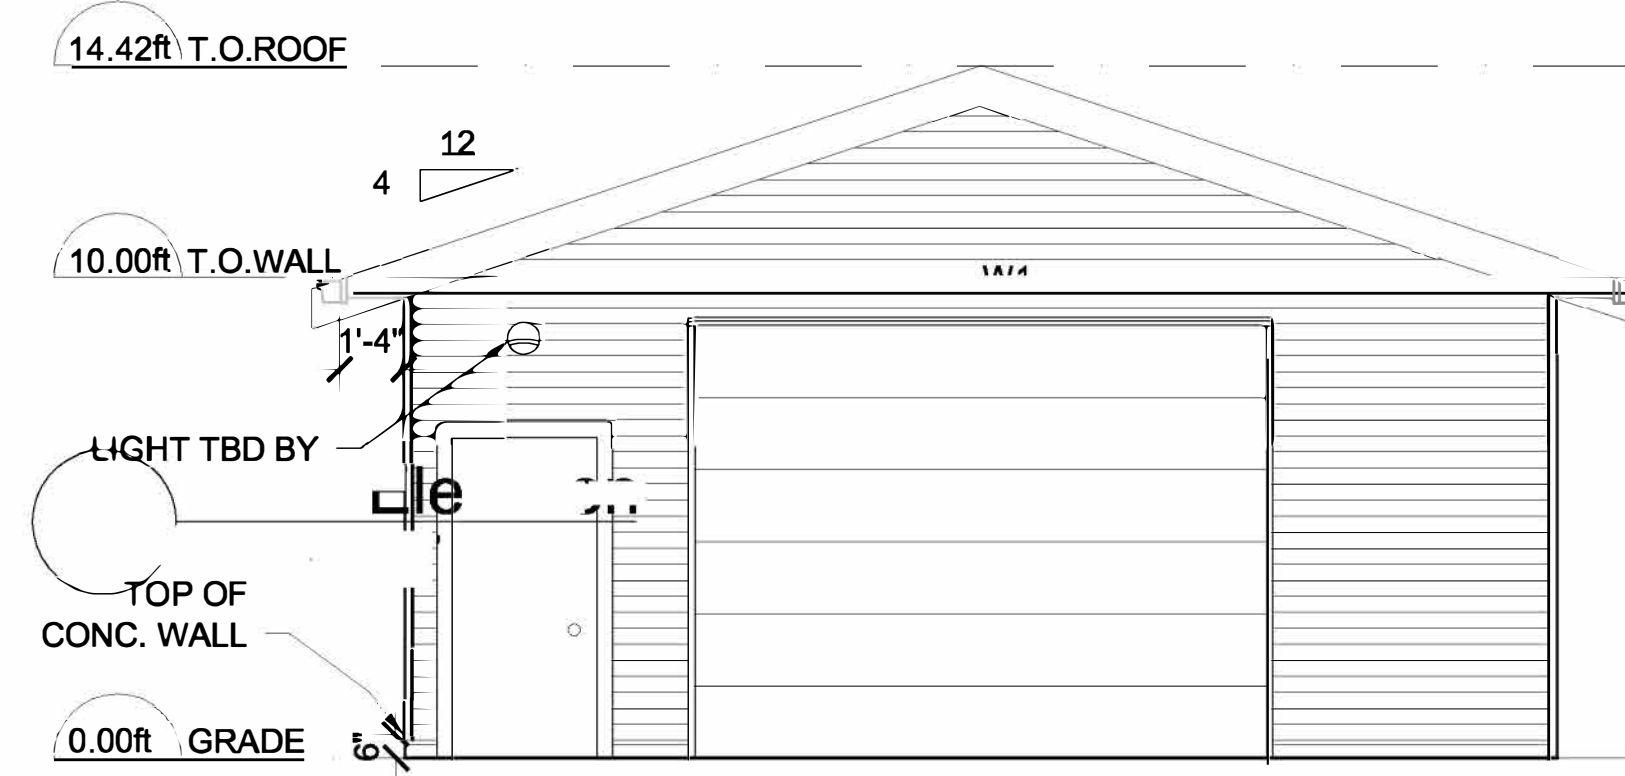 14.42ft T.O.ROOF
12
4
10.00ft T.O.WALL
1'-4"
LIGHT TBD BY
TOP OF
CONC. WALL
0.00ft GRADE
6"